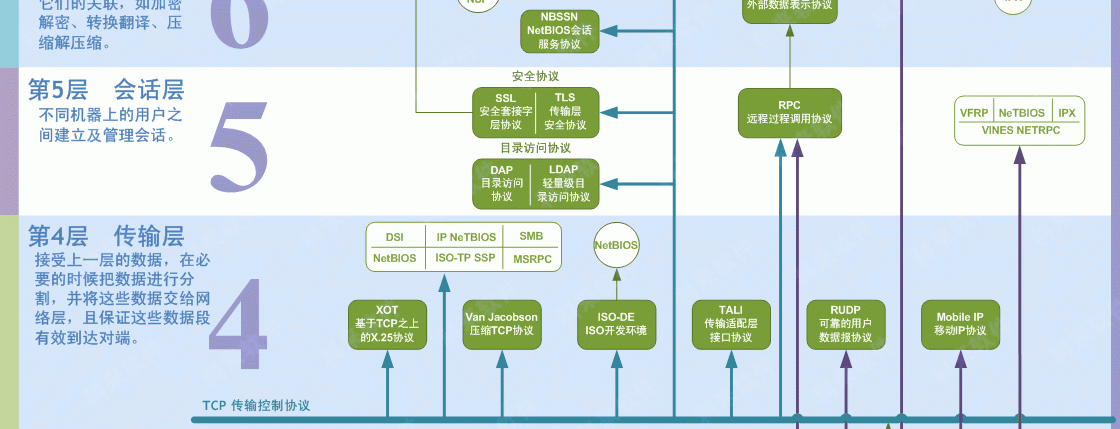 它们的关联，如加密
解密、转换翻译、压
缩解压缩。
6
NBSSN
NetBIOS会话
服务协议
外部数据表示协议
第5层 会话层
不同机器上的用户之
间建立及管理会话。
5
安全协议
SSL
安全套接字
层协议
TLS
传输层
安全协议
目录访问协议
DAP
目录访问
协议
LDAP
轻量级目
录访问协议
RPC
远程过程调用协议
VFRP
NeTBIOS
IPX
VINES NETRPC
第4层 传输层
接受上一层的数据，在必
要的时候把数据进行分
割，并将这些数据交给网
络层，且保证这些数据段
有效到达对端。
4
DSI
IP NeTBIOS
SMB
NetBIOS
ISO-TP SSP
MSRPC
NetBIOS
XOT
基于TCP之上
的X.25协议
Van Jacobson
压缩TCP协议
ISO-DE
ISO开发环境
TALI
传输适配层
接口协议
RUDP
可靠的用户
数据报协议
Mobile IP
移动IP协议
TCP 传输控制协议